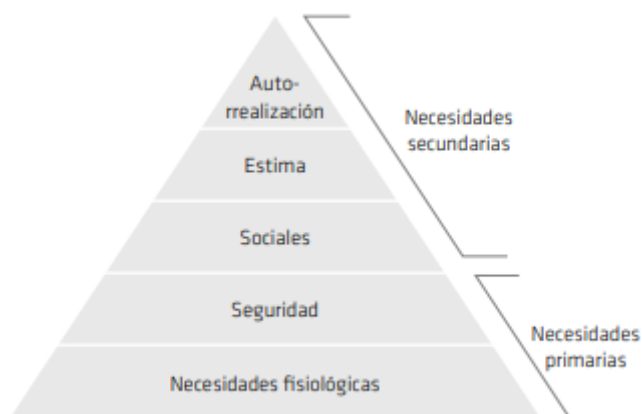 Auto-
rrealización
Necesidades
secundarias
Estima
Sociales
Seguridad
Necesidades
primarias
Necesidades fisiológicas